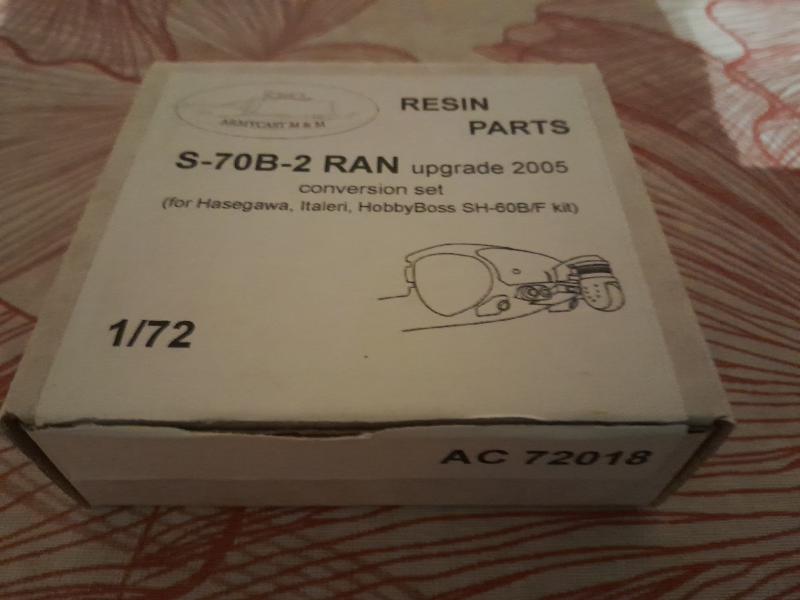 ARMYCAST M & M
RESIN
PARTS
S-70B-2 RAN upgrade 2005
conversion set
(for Hasegawa, Italeri, HobbyBoss SH-60B/F kit)
1/72
AC 72018